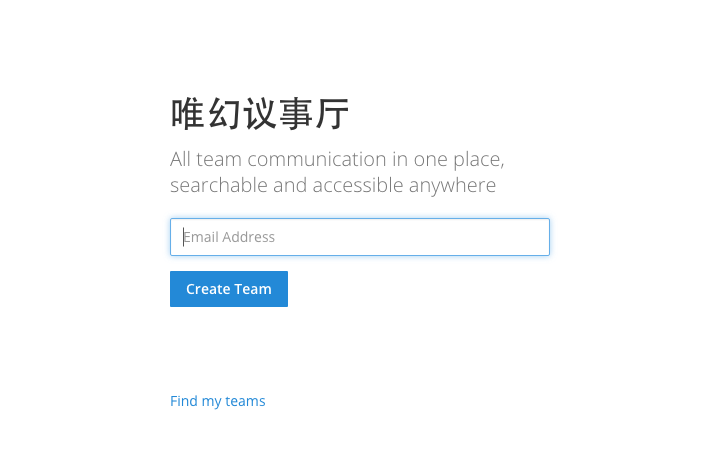 唯幻议事厅
All team communication in one place,
searchable and accessible anywhere
Email Address
Create Team
Find my teams